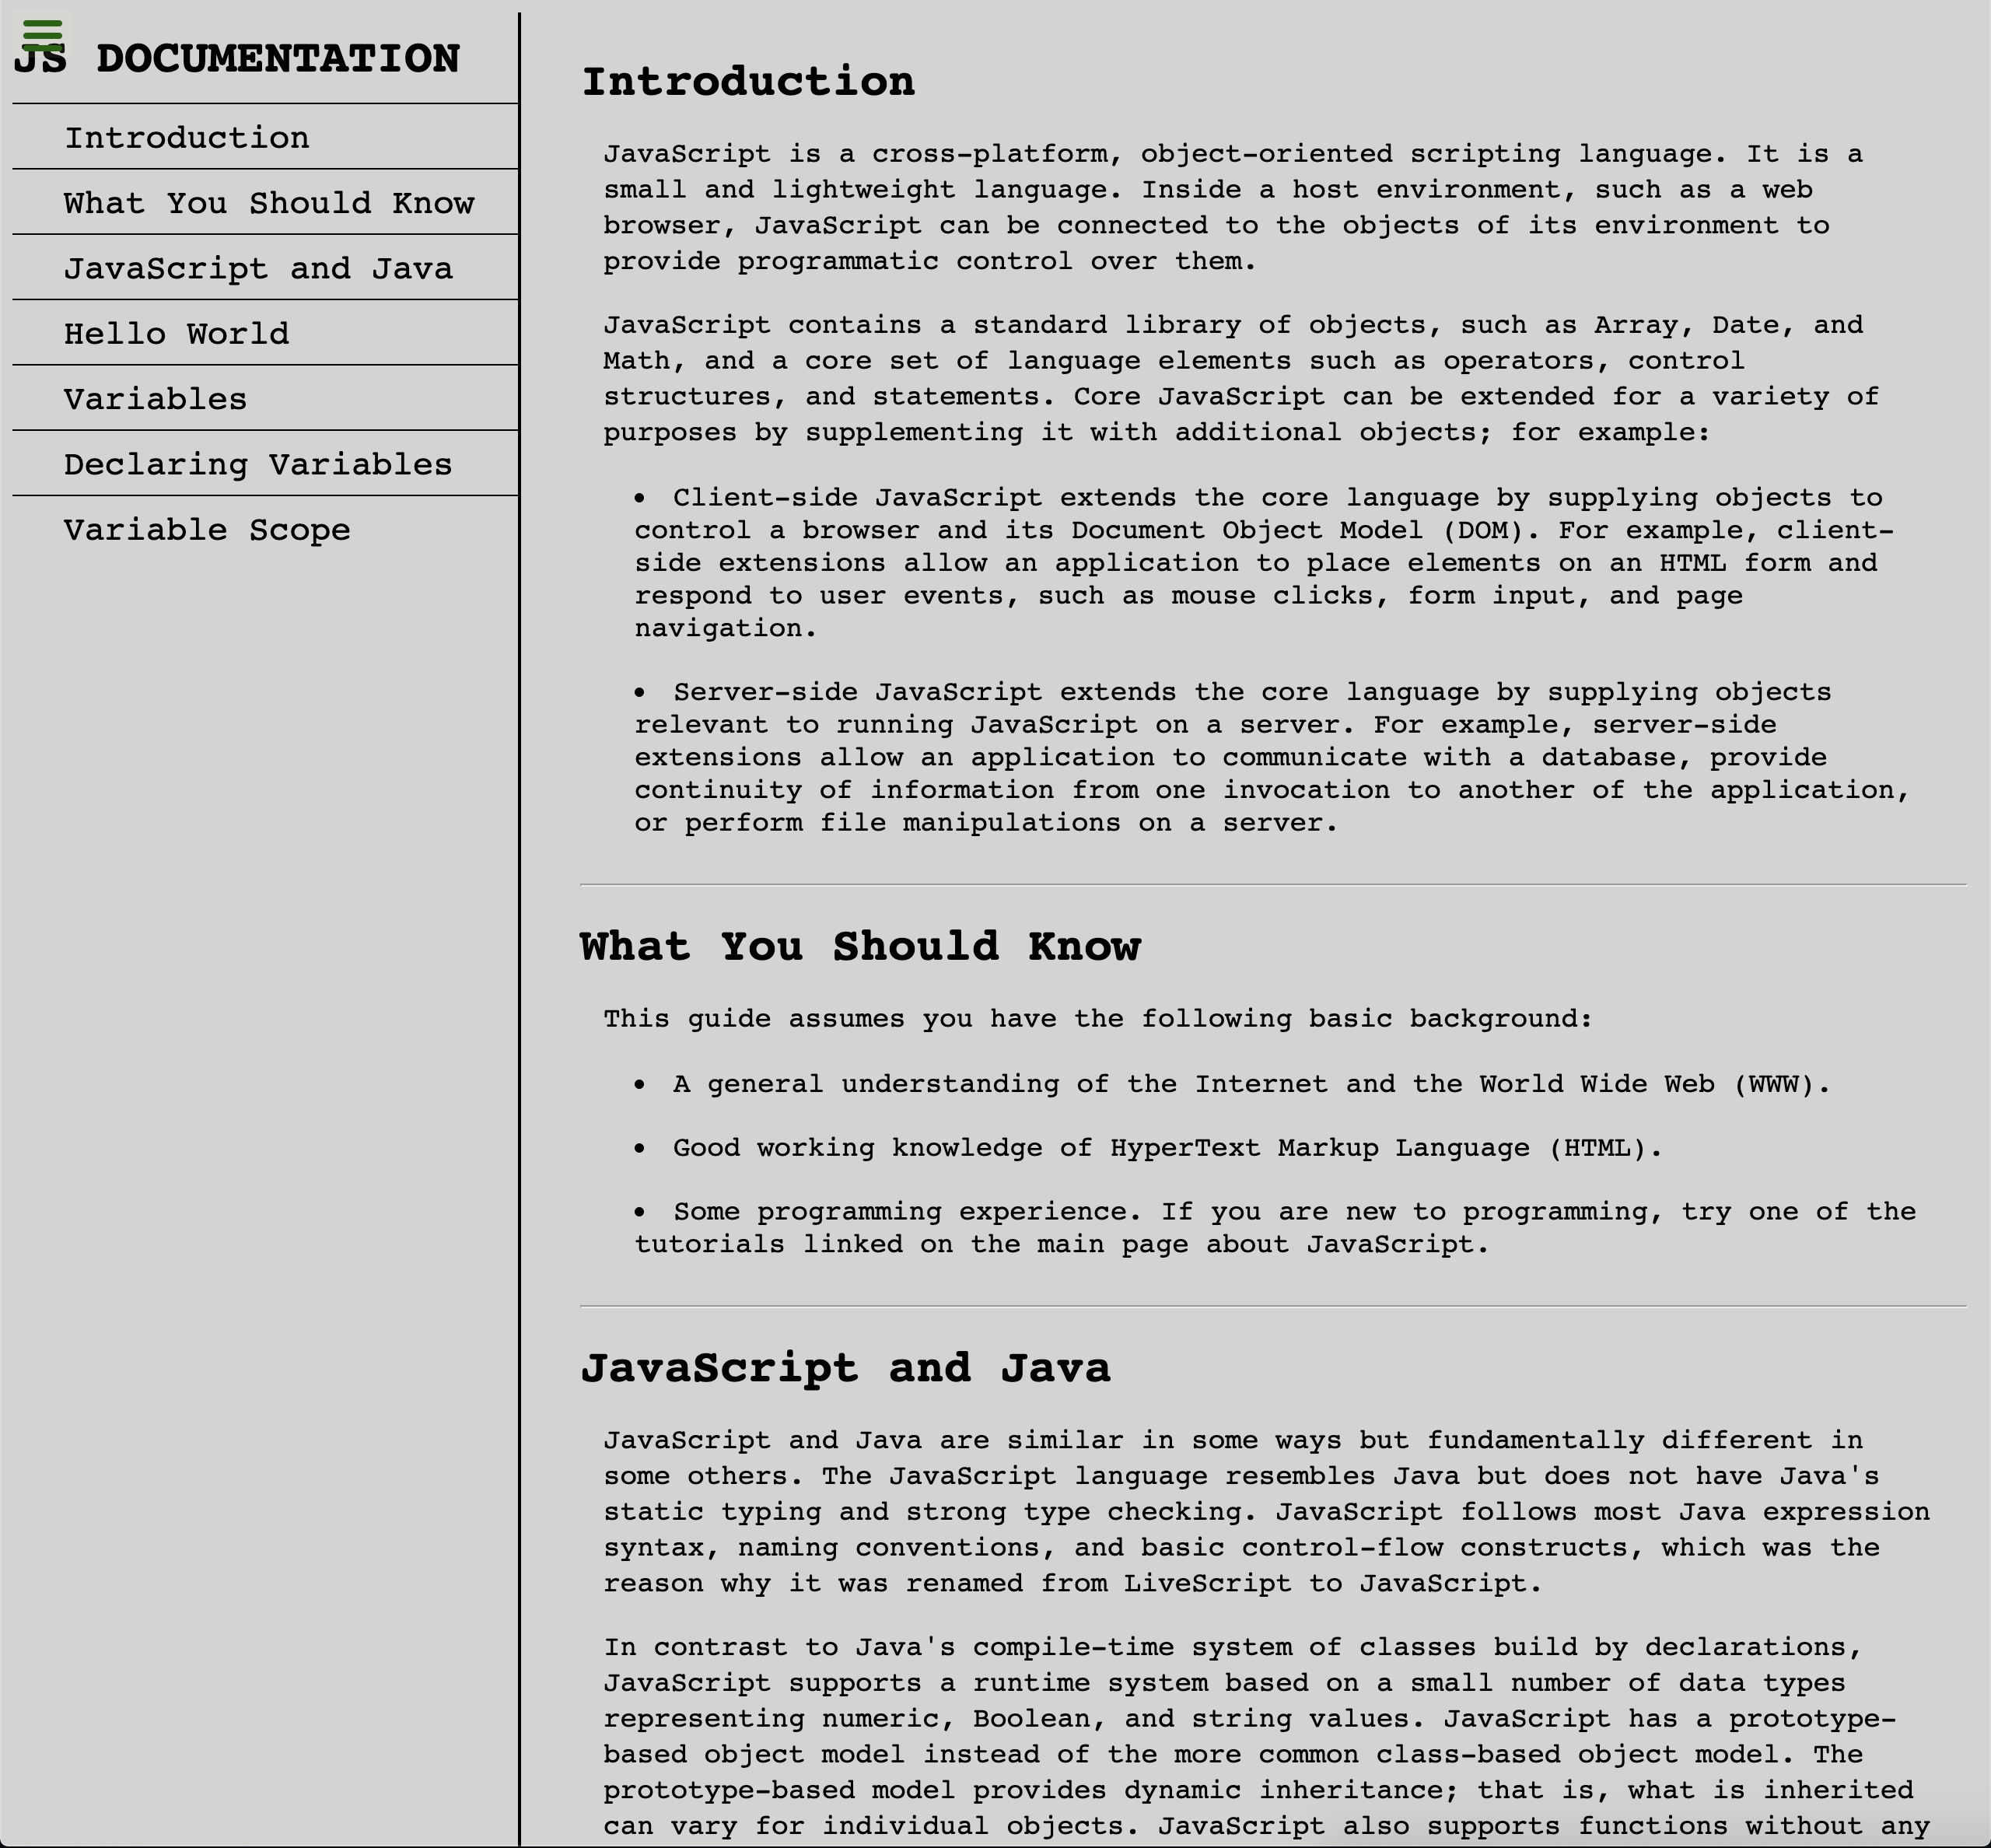 JS DOCUMENTATION
Introduction
What You Should Know
JavaScript and Java
Hello World
Variables
Declaring Variables
Variable Scope
Introduction
JavaScript is a cross-platform, object-oriented scripting language. It is a
small and lightweight language. Inside a host environment, such as a web
browser, JavaScript can be connected to the objects of its environment to
provide programmatic control over them.
JavaScript contains a standard library of objects, such as Array, Date, and
Math, and a core set of language elements such as operators, control
structures, and statements. Core JavaScript can be extended for a variety of
purposes by supplementing it with additional objects; for example:
• Client-side JavaScript extends the core language by supplying objects to
control a browser and its Document Object Model (DOM). For example, client-
side extensions allow an application to place elements on an HTML form and
respond to user events, such as mouse clicks, form input, and page
navigation.
• Server-side JavaScript extends the core language by supplying objects
relevant to running JavaScript on a server. For example, server-side
extensions allow an application to communicate with a database, provide
continuity of information from one invocation to another of the application,
or perform file manipulations on a server.
What You Should Know
This guide assumes you have the following basic background:
• A general understanding of the Internet and the World Wide Web (WWW).
• Good working knowledge of HyperText Markup Language (HTML).
• Some programming experience. If you are new to programming, try one of the
tutorials linked on the main page about JavaScript.
JavaScript and Java
JavaScript and Java are similar in some ways but fundamentally different in
some others. The JavaScript language resembles Java but does not have Java's
static typing and strong type checking. JavaScript follows most Java expression
syntax, naming conventions, and basic control-flow constructs, which was the
reason why it was renamed from LiveScript to JavaScript.
In contrast to Java's compile-time system of classes build by declarations,
JavaScript supports a runtime system based on a small number of data types
representing numeric, Boolean, and string values. JavaScript has a prototype-
based object model instead of the more common class-based object model. The
prototype-based model provides dynamic inheritance; that is, what is inherited
can vary for individual objects. JavaScript also supports functions without any